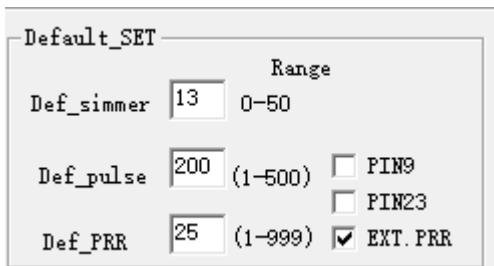 Default_SET
Range
Def_simmer 13 0-50
Def_pulse 200 (1-500) PIN9
PIN23
Def_PRR 25 (1-999) EXT.PRR